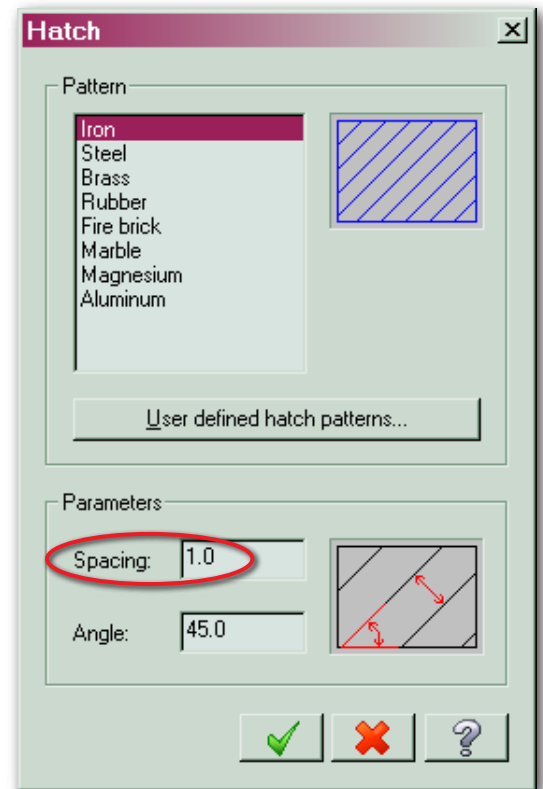 Hatch
Pattern
Iron
Steel
Brass
Rubber
Fire brick
Marble
Magnesium
Aluminum
User defined hatch patterns...
Parameters
Spacing: 1.0
Angle: 45.0